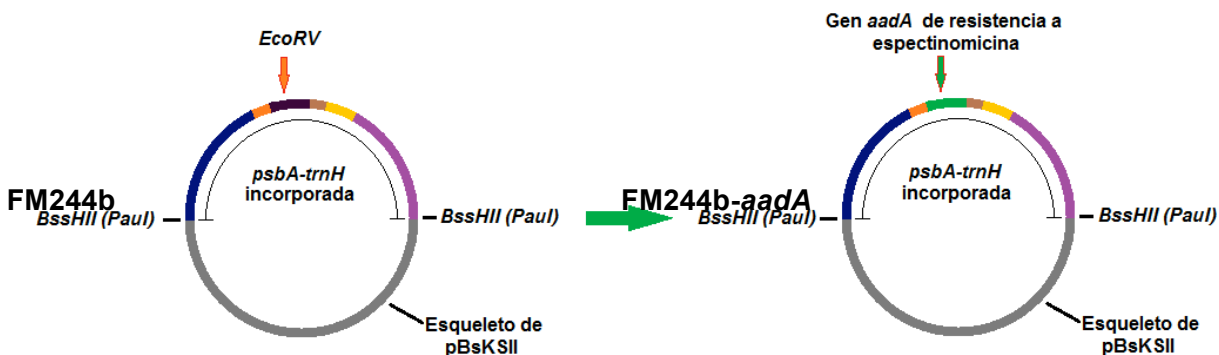 EcoRV
psbA-trnH
incorporada
FM244b
BssHII (PauI)
BssHII (PauI)
Esqueleto de
pBsKSII
Gen aadA de resistencia a
espectinomicina
psbA-trnH
incorporada
FM244b-aadA
BssHII (PauI)
BssHII (PauI)
Esqueleto de
pBsKSII